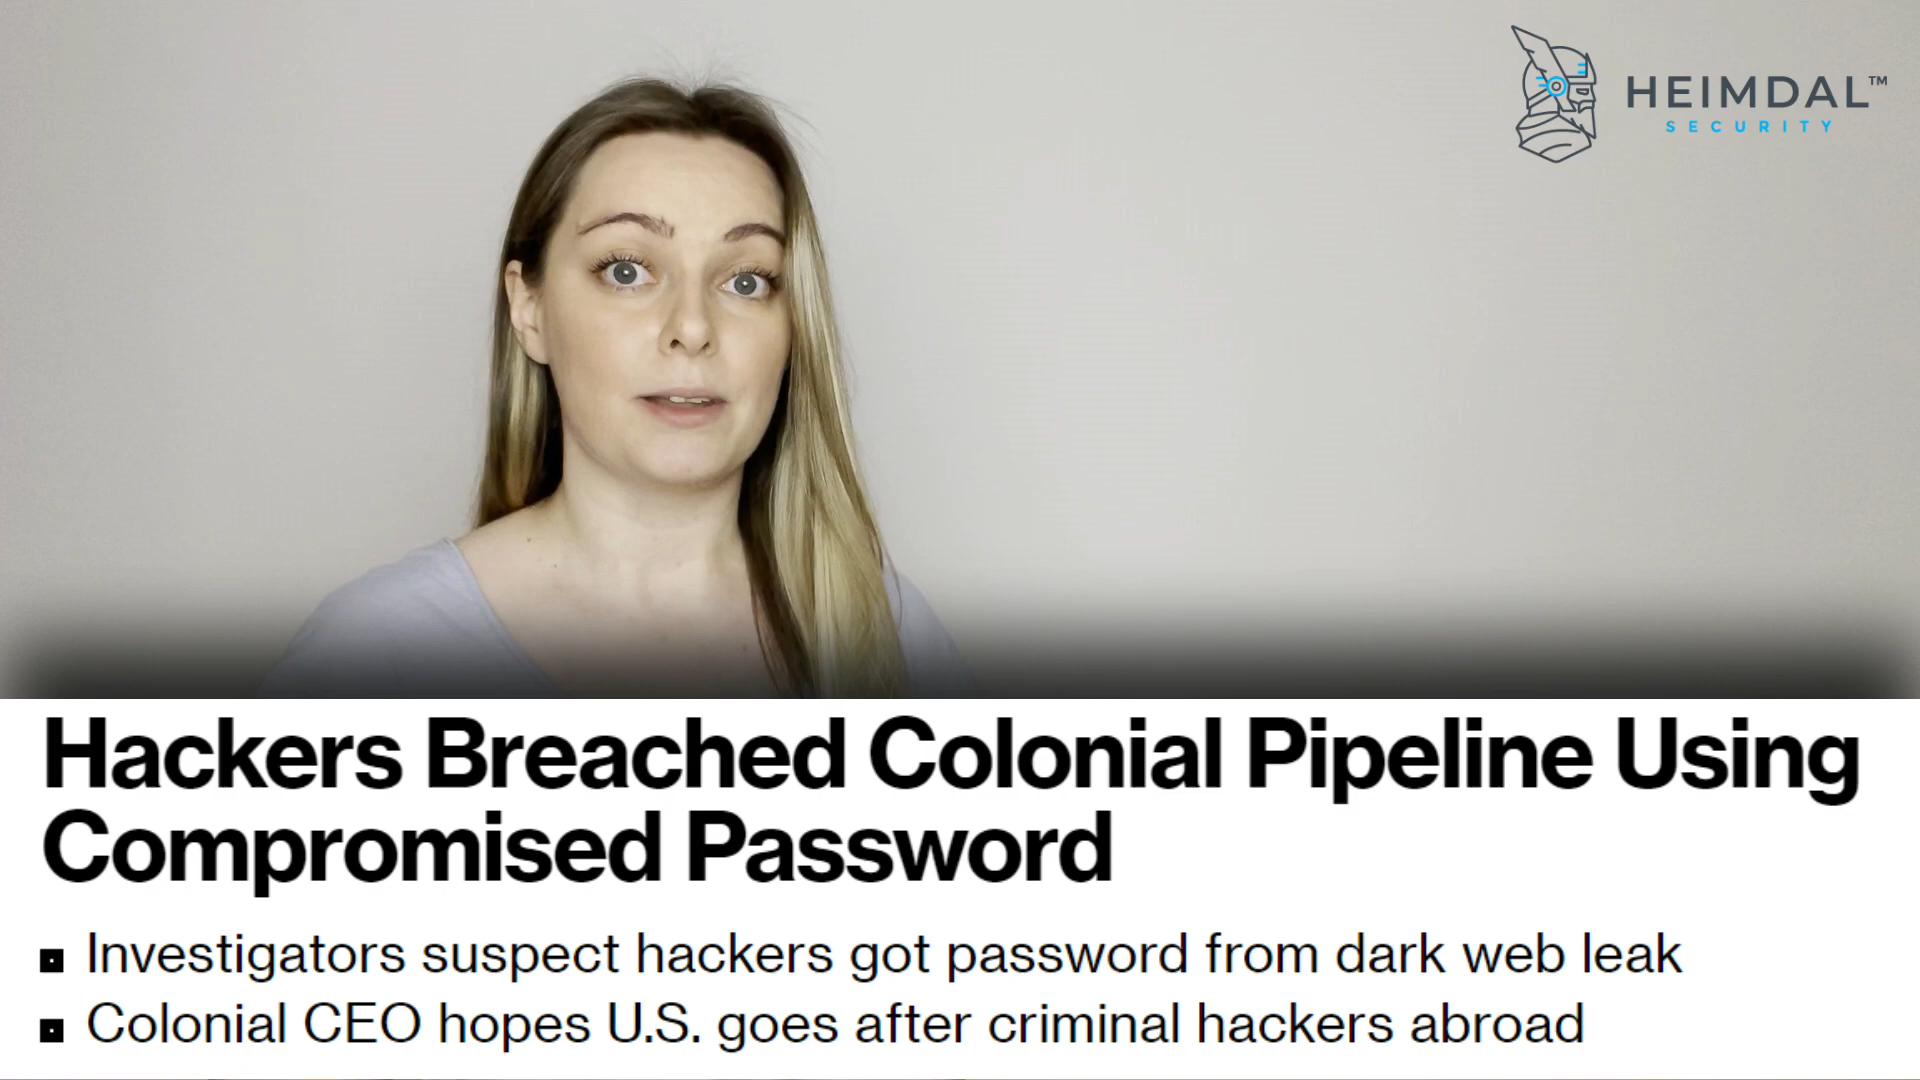 HEIMDAL™
SECURITY
Hackers Breached Colonial Pipeline Using
Compromised Password
Investigators suspect hackers got password from dark web leak
Colonial CEO hopes U.S. goes after criminal hackers abroad